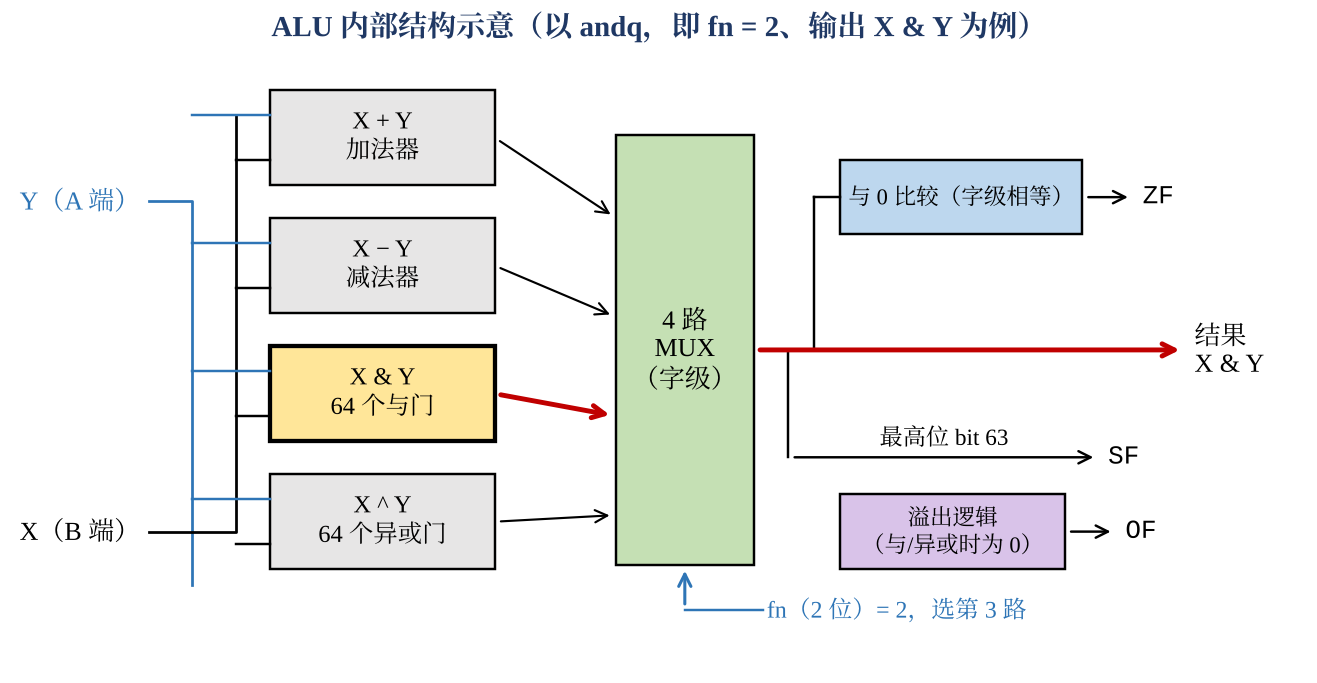 ALU 内部结构示意（以 andq，即 fn = 2、输出 X & Y 为例）
X + Y
加法器
Y（A 端）
X − Y
减法器
X & Y
64 个与门
X ^ Y
64 个异或门
X（B 端）
4 路
MUX
（字级）
与 0 比较（字级相等）
ZF
结果
X & Y
最高位 bit 63
SF
溢出逻辑
（与/异或时为 0）
OF
fn（2 位）= 2，选第 3 路